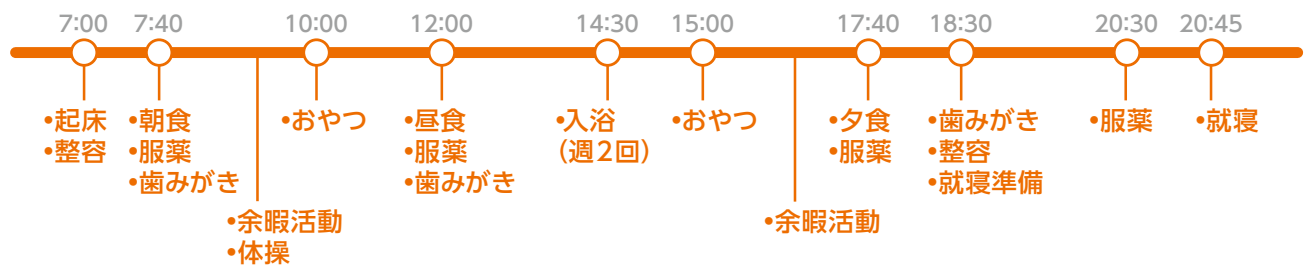 7:00
•起床
•整容
7:40
•朝食
•服薬
•歯みがき
•余暇活動
•体操
10:00
•おやつ
12:00
•昼食
•服薬
•歯みがき
14:30
•入浴
（週2回）
15:00
•おやつ
•余暇活動
17:40
•夕食
•服薬
18:30
•歯みがき
•整容
•就寝準備
20:30
•服薬
20:45
•就寝